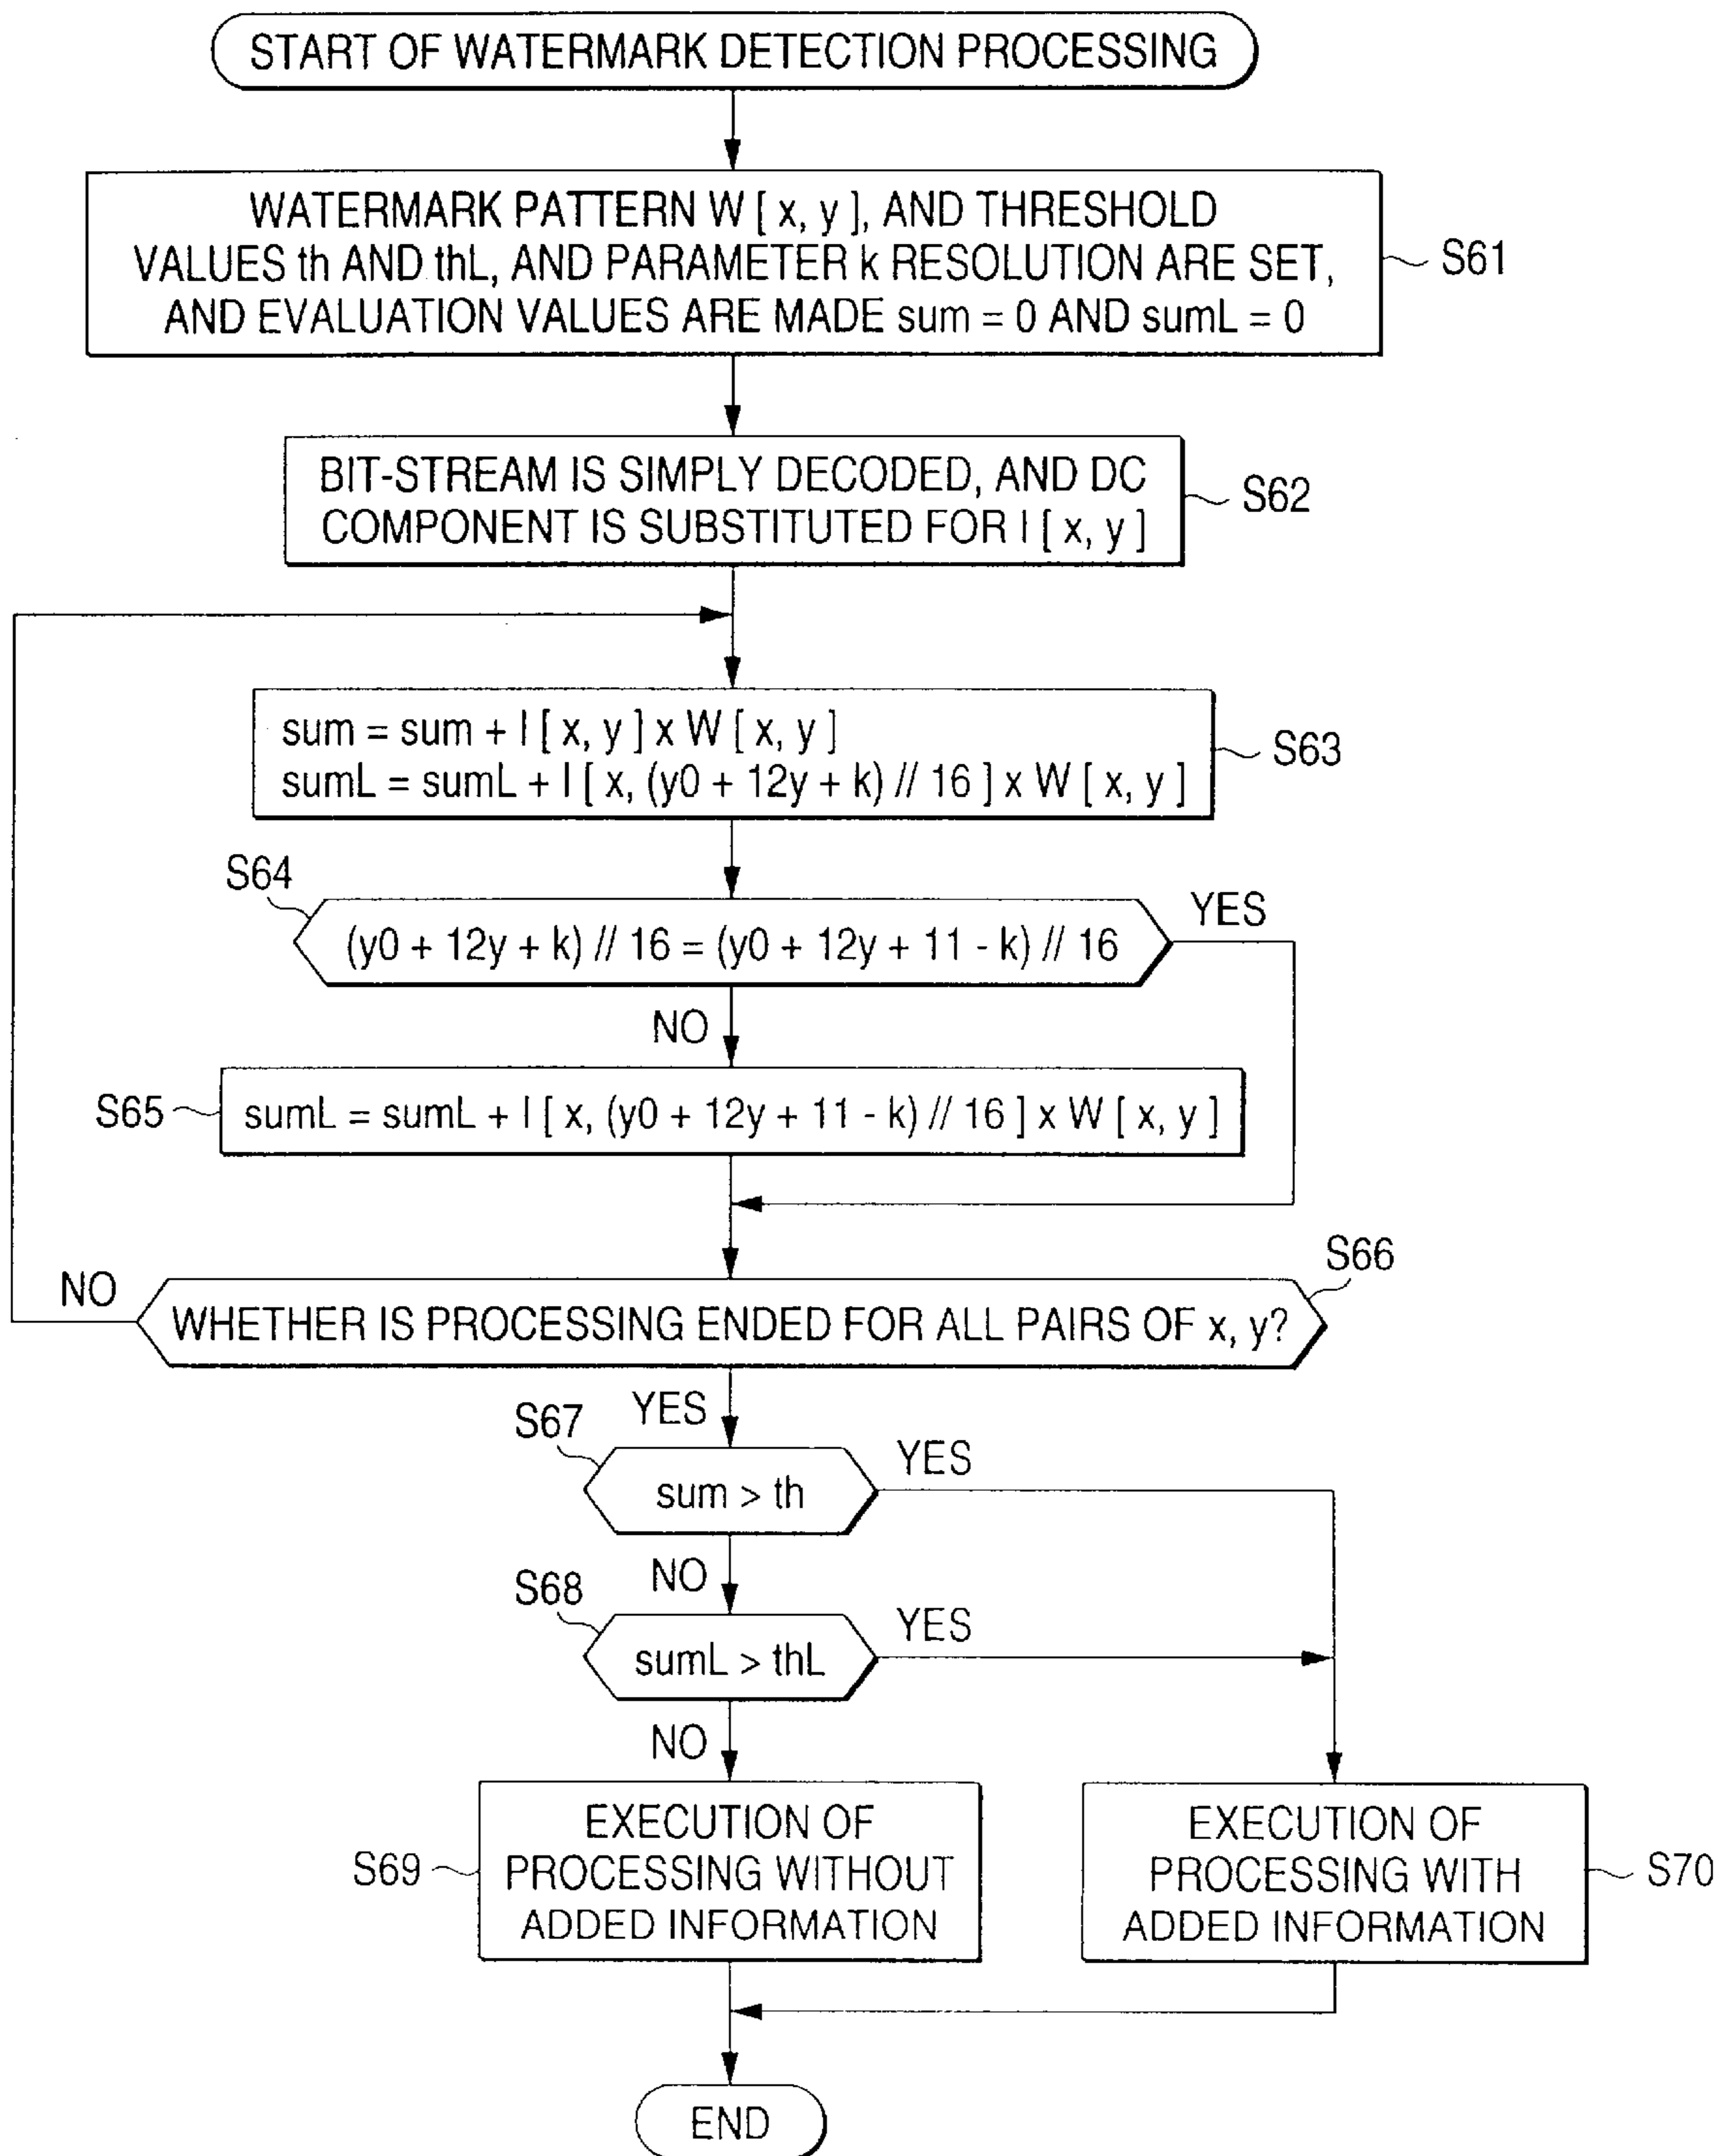 START OF WATERMARK DETECTION PROCESSING
WATERMARK PATTERN W [ x, y ], AND THRESHOLD
VALUES th AND thL, AND PARAMETER k RESOLUTION ARE SET,
AND EVALUATION VALUES ARE MADE sum = 0 AND sumL = 0
S61
BIT-STREAM IS SIMPLY DECODED, AND DC
COMPONENT IS SUBSTITUTED FOR I [ x, y ]
S62
sum = sum + I [ x, y ] x W [ x, y ]
sumL = sumL + I [ x, (y0 + 12y + k) // 16 ] x W [ x, y ]
S63
S64
(y0 + 12y + k) // 16 = (y0 + 12y + 11 - k) // 16
YES
NO
S65
sumL = sumL + I [ x, (y0 + 12y + 11 - k) // 16 ] x W [ x, y ]
S66
NO
WHETHER IS PROCESSING ENDED FOR ALL PAIRS OF x, y?
YES
S67
sum > th
YES
NO
S68
sumL > thL
YES
NO
S69
EXECUTION OF
PROCESSING WITHOUT
ADDED INFORMATION
EXECUTION OF
PROCESSING WITH
ADDED INFORMATION
S70
END